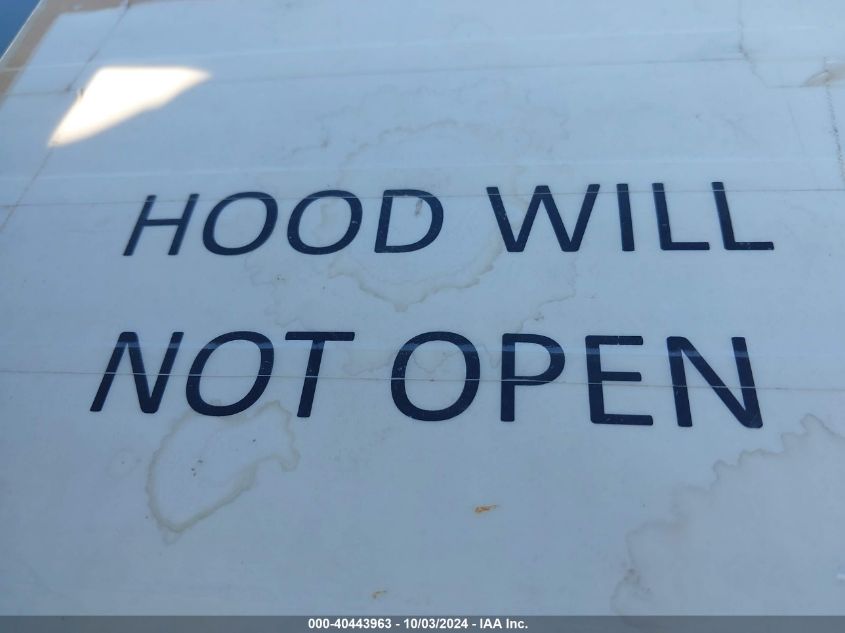 HOOD WILL
NOT OPEN
000-40443963 - 10/03/2024 - IAA Inc.